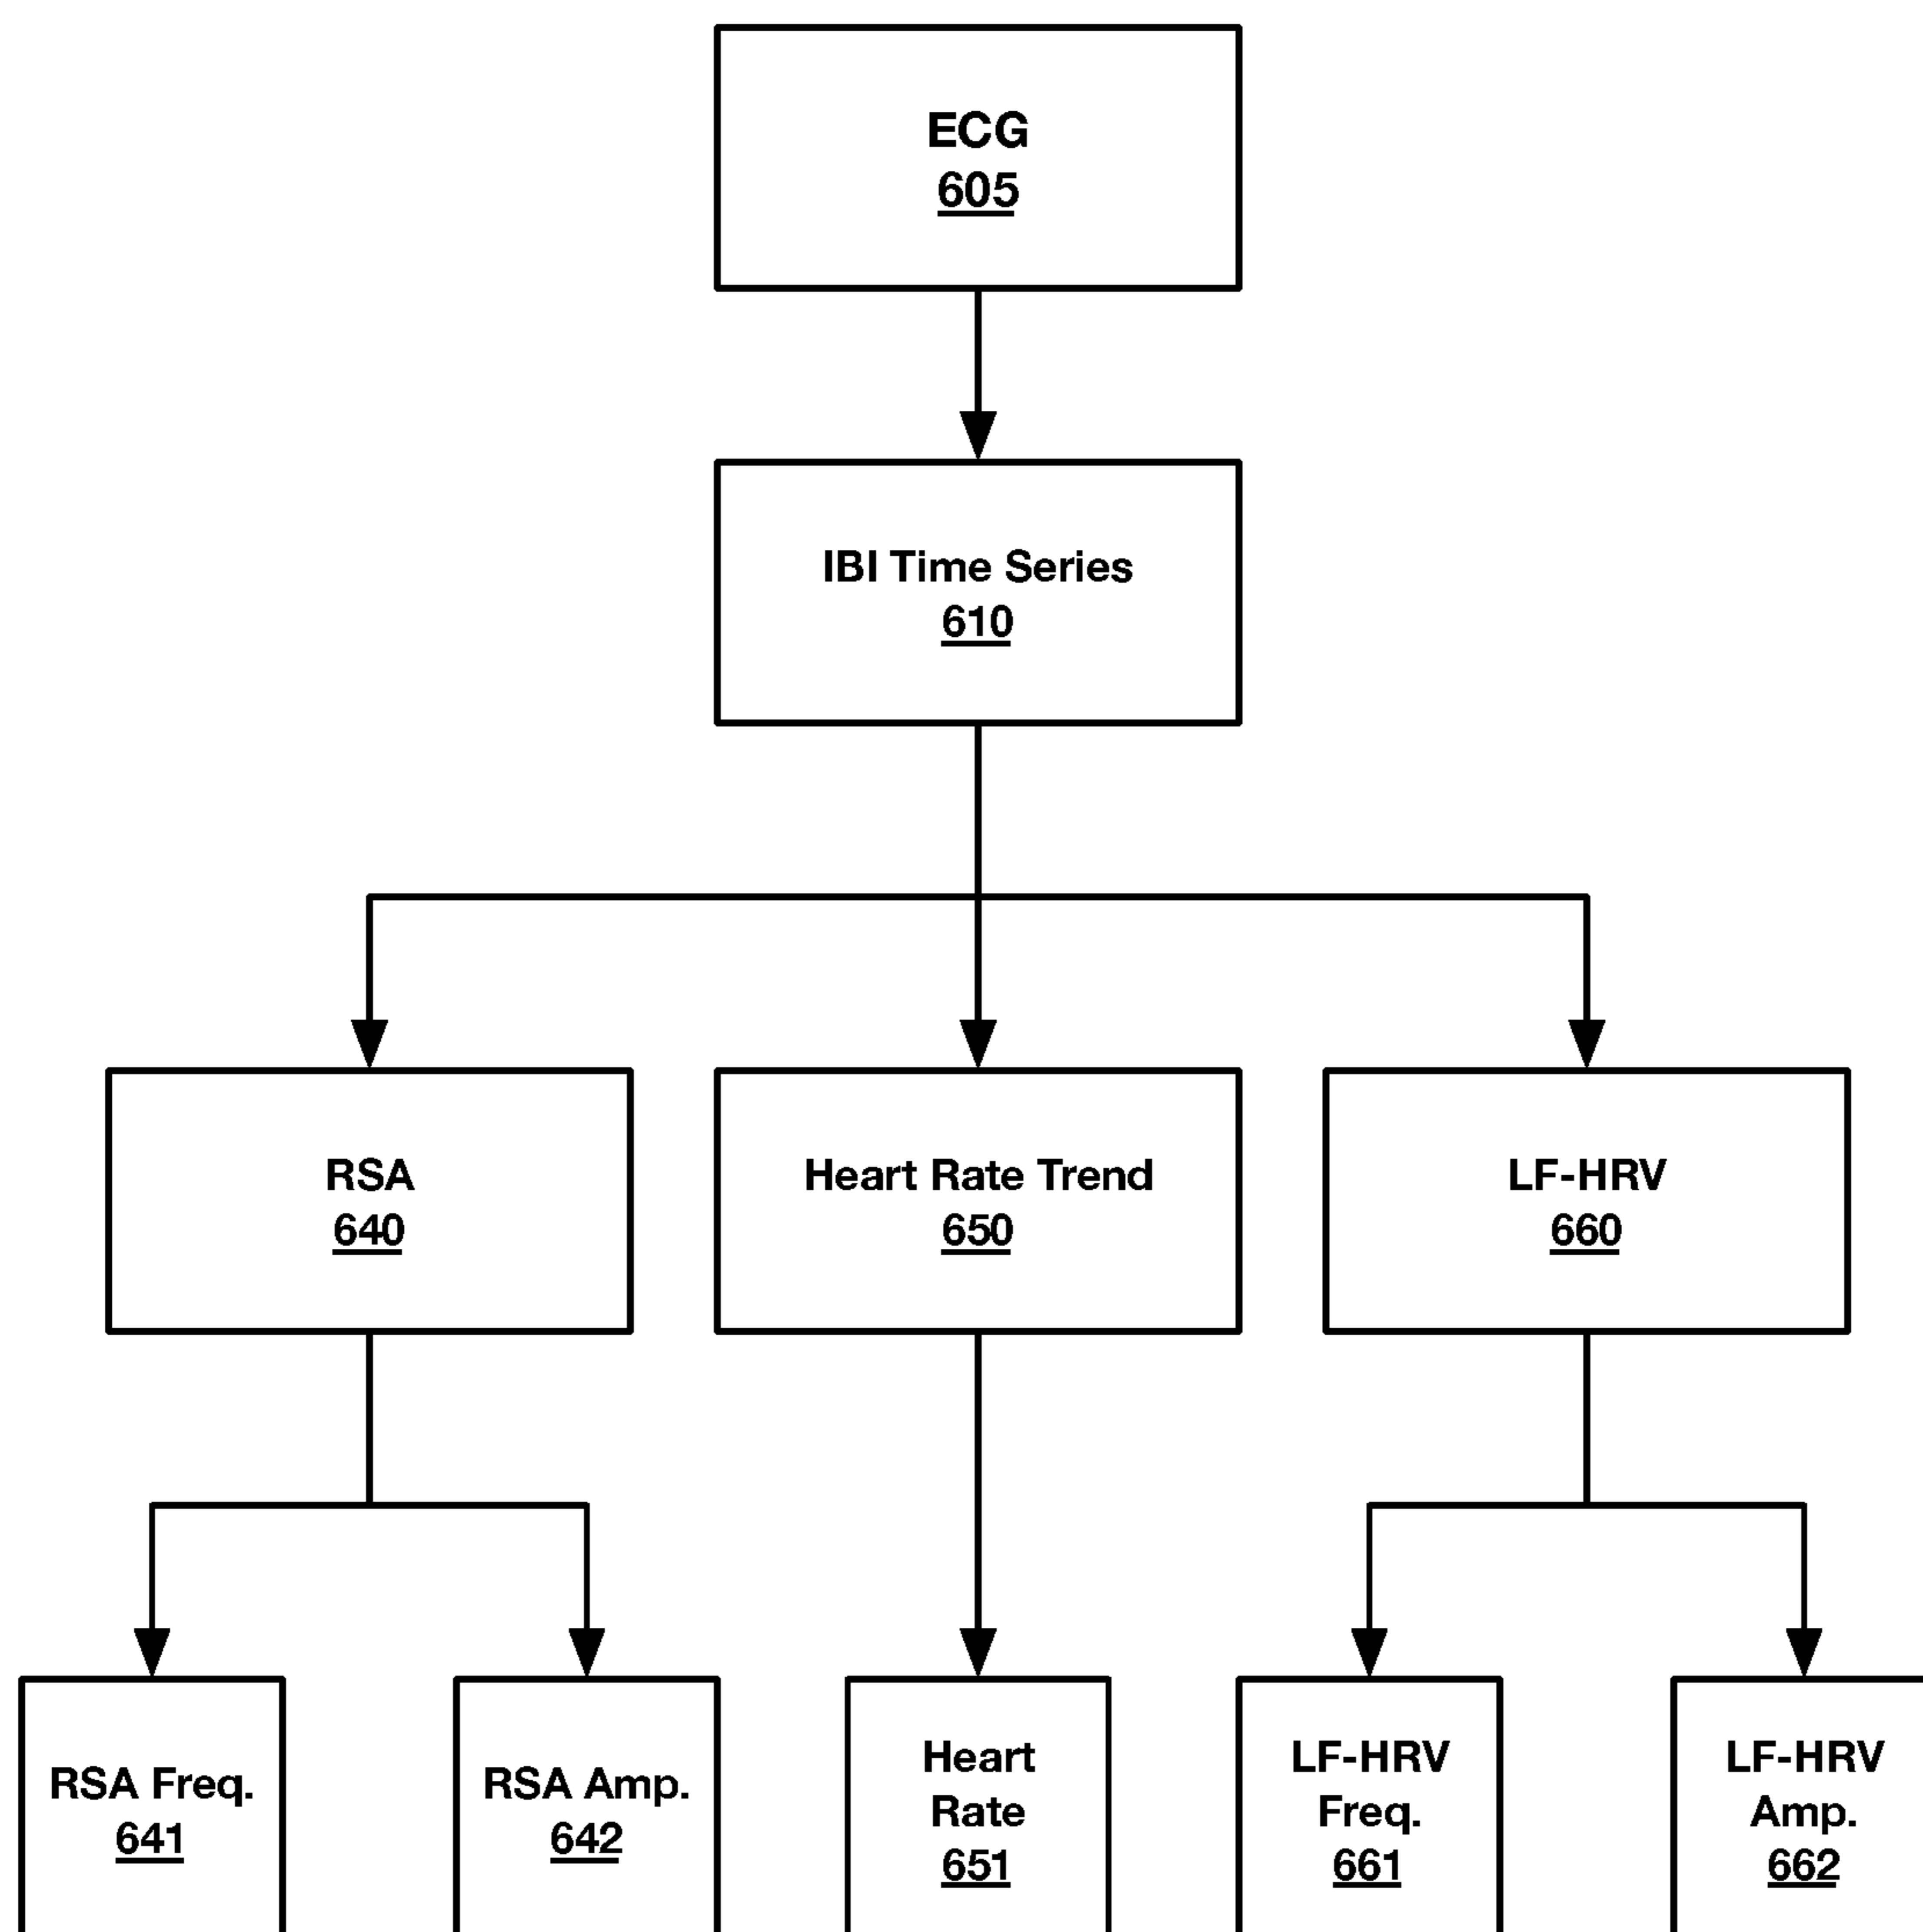 ECG
605
IBI Time Series
610
RSA
640
Heart Rate Trend
650
LF-HRV
660
RSA Freq.
641
RSA Amp.
642
Heart
Rate
651
LF-HRV
Freq.
661
LF-HRV
Amp.
662